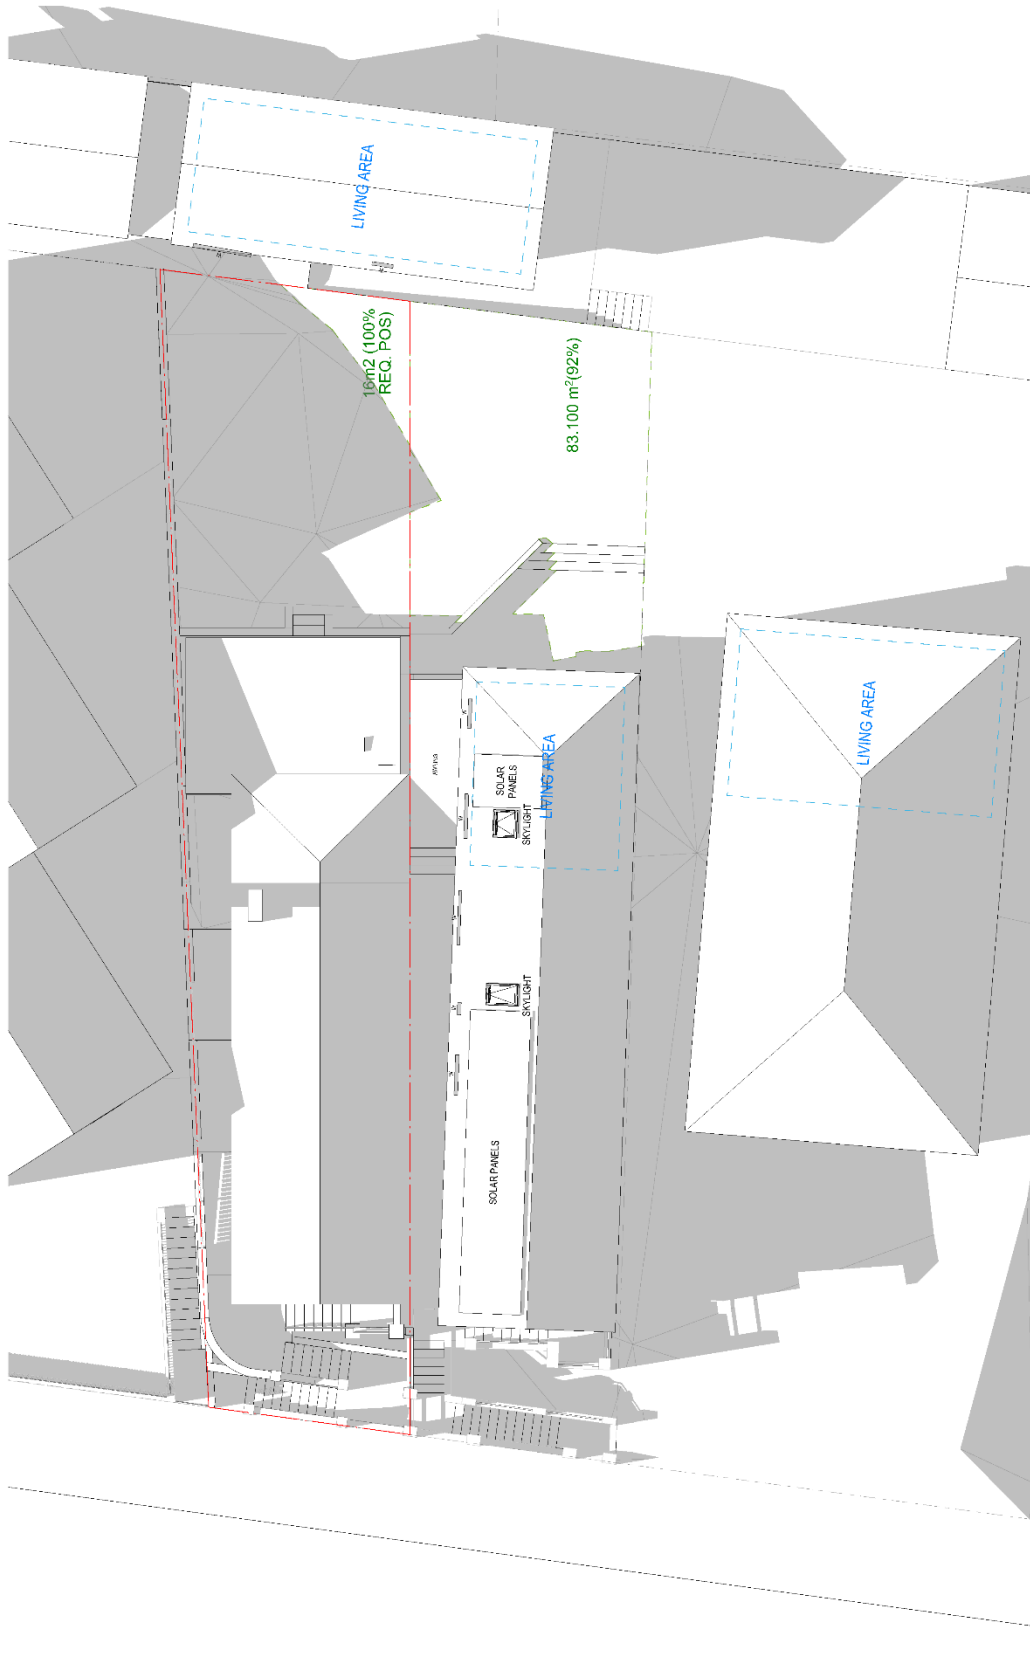 LIVING AREA
16m2 (100%
REQ. POS)
83.100 m²(92%)
LIVING AREA
SOLAR
PANELS
LIVING AREA
SKYLIGHT
SKYLIGHT
SOLAR PANELS